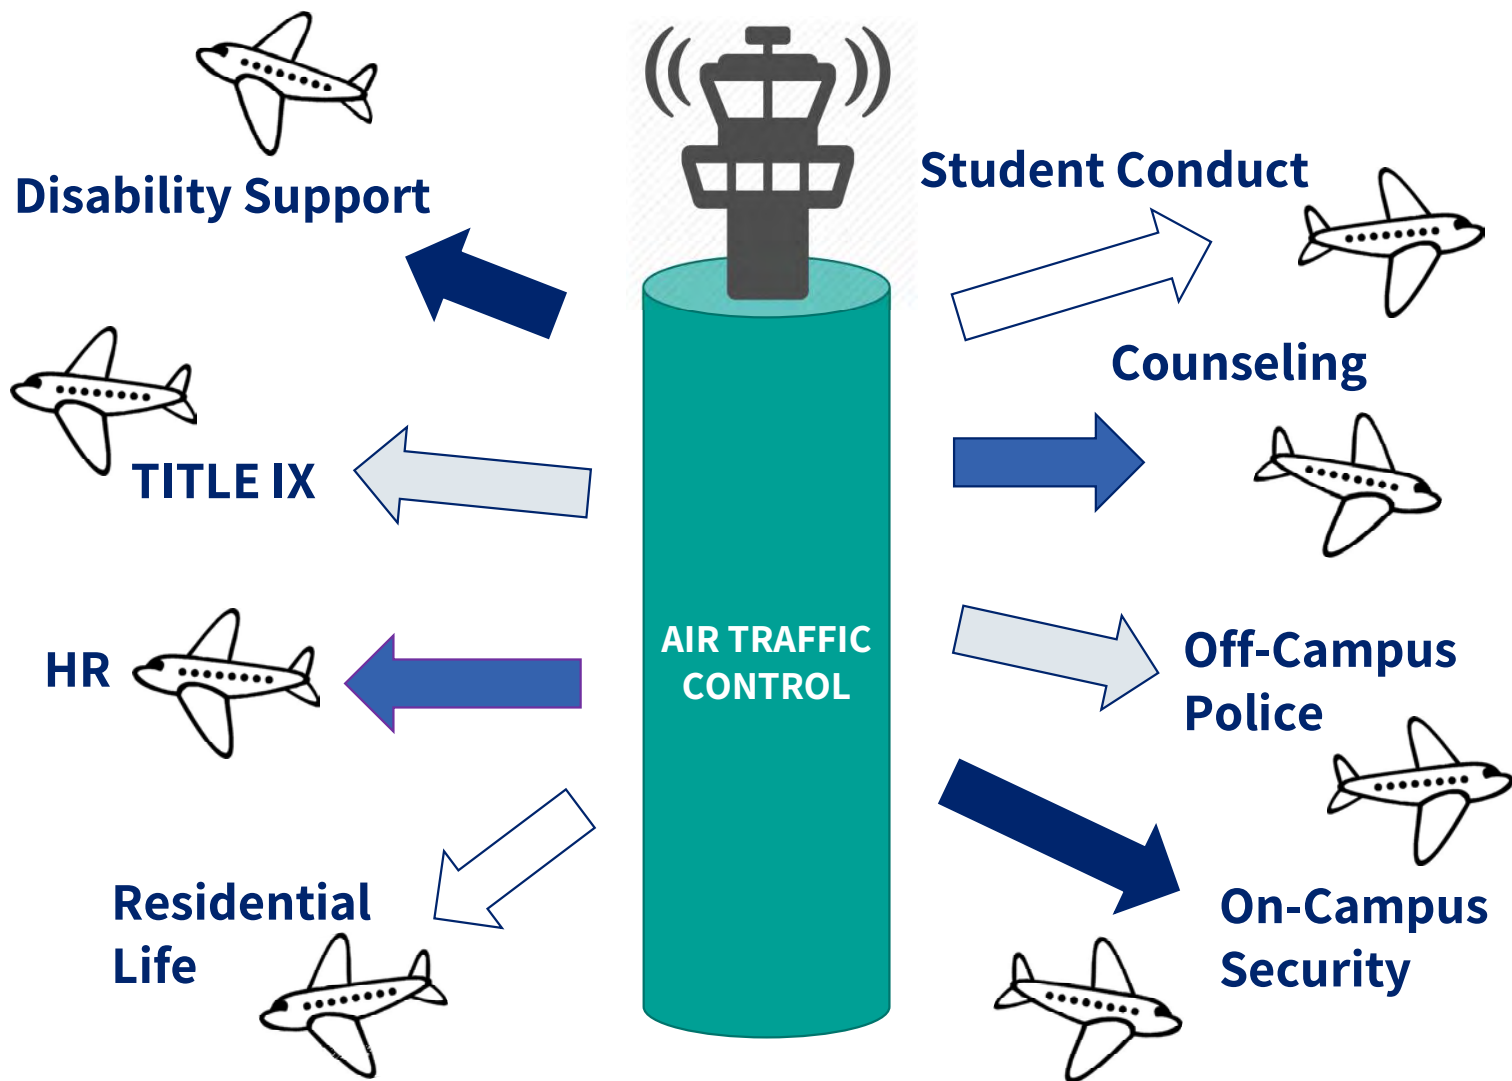 Disability Support
Student Conduct
Counseling
TITLE IX
HR
AIR TRAFFIC
CONTROL
Off-Campus
Police
Residential
Life
On-Campus
Security